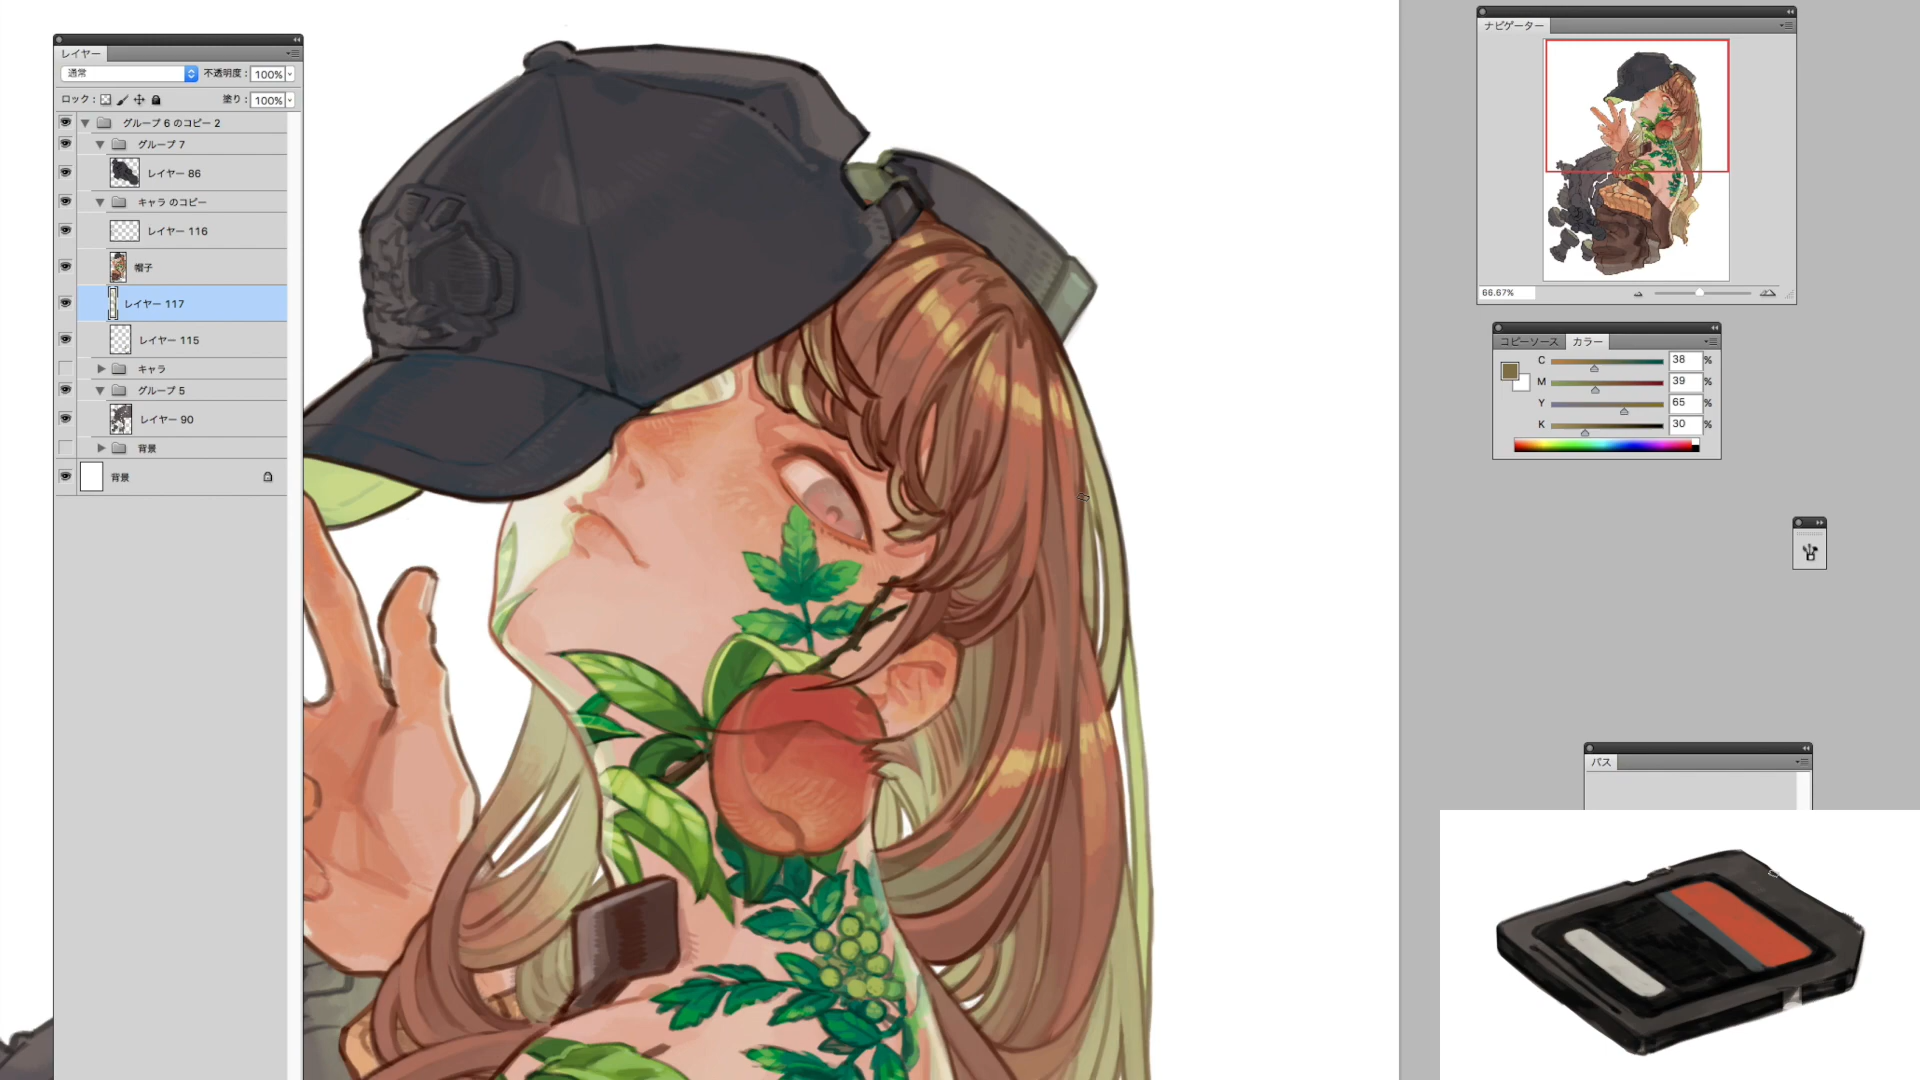 レイヤー
通常
不透明度：
100%
ロック：
塗り：
100%
グループ 6 のコピー 2
グループ 7
レイヤー 86
キャラ のコピー
レイヤー 116
帽子
レイヤー 117
レイヤー 115
キャラ
グループ 5
レイヤー 90
背景
背景
ナビゲーター
66.67%
コピーソース
カラー
C
38
%
M
39
%
Y
65
%
K
30
%
パス